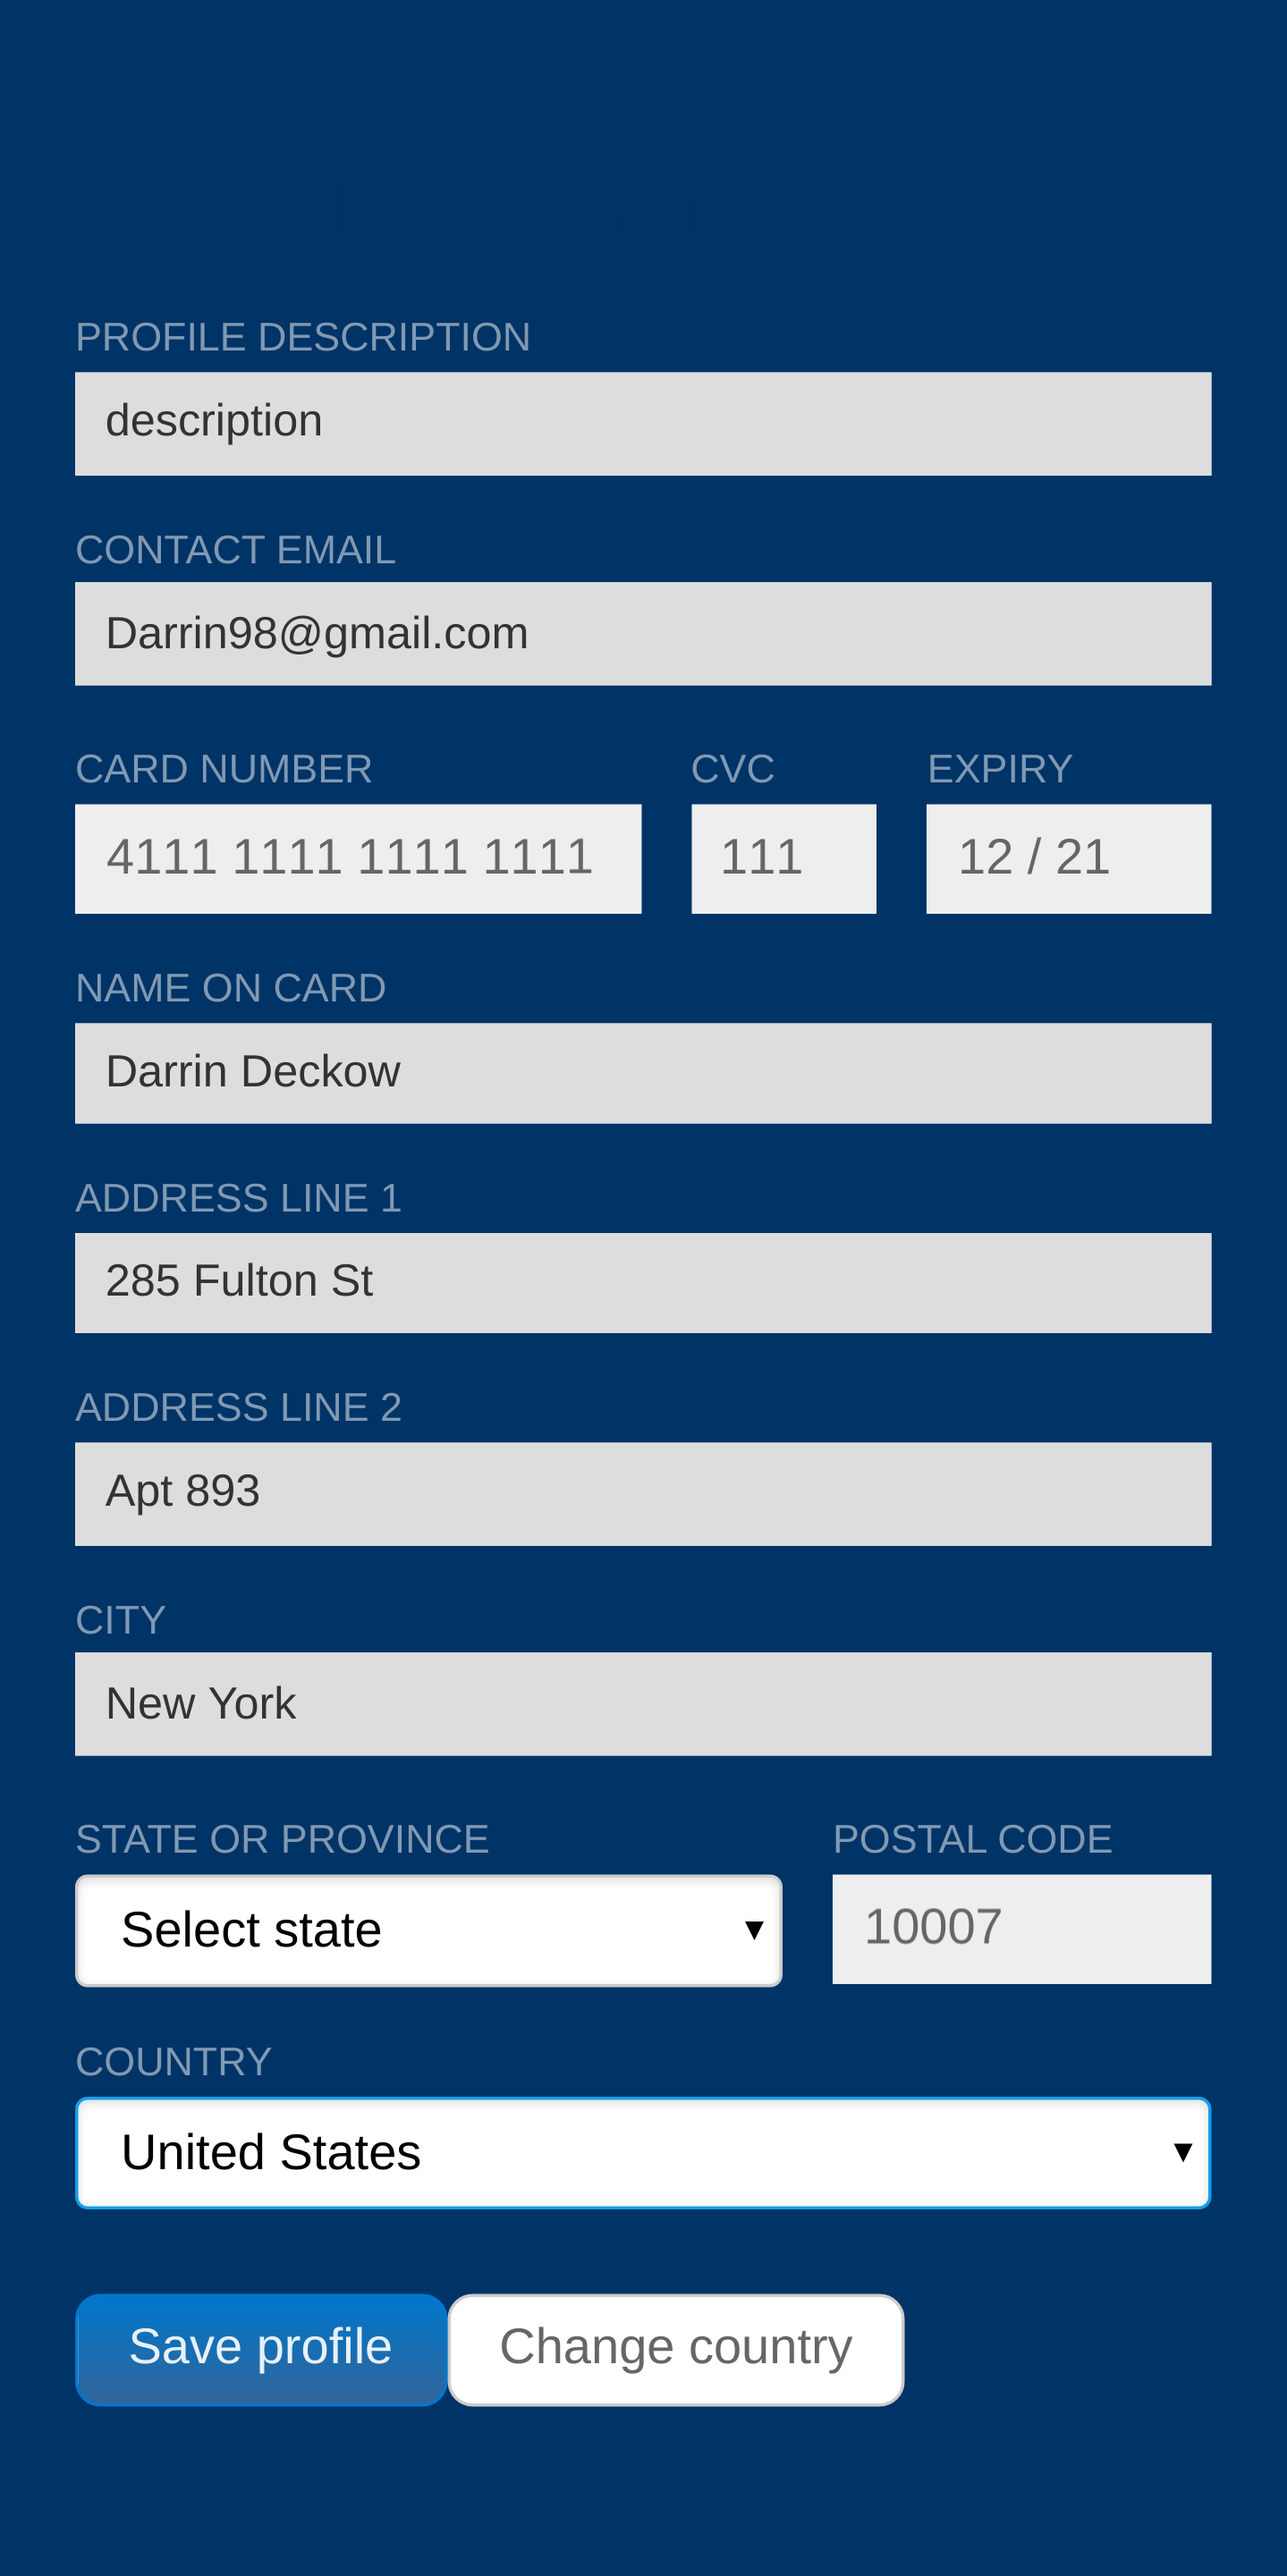 PROFILE DESCRIPTION
description
CONTACT EMAIL
Darrin98@gmail.com
CARD NUMBER CVC EXPIRY
4111 1111 1111 1111 111 12 / 21
NAME ON CARD
Darrin Deckow
ADDRESS LINE 1
285 Fulton St
ADDRESS LINE 2
Apt 893
CITY
New York
STATE OR PROVINCE POSTAL CODE
Select state 10007
COUNTRY
United States
Save profile Change country